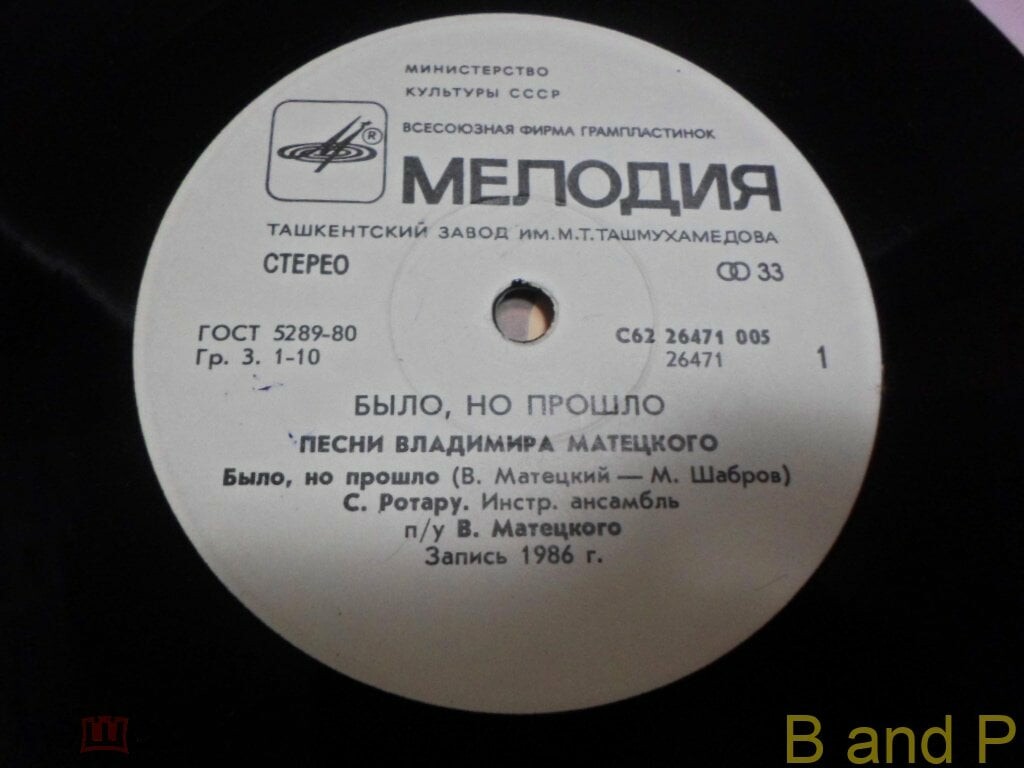 МИНИСТЕРСТВО
КУЛЬТУРЫ СССР
ВСЕСОЮЗНАЯ ФИРМА ГРАМПЛАСТИНОК
®
МЕЛОДИЯ
ТАШКЕНТСКИЙ ЗАВОД ИМ. М.Т. ТАШМУХАМЕДОВА
СТЕРЕО
33
ГОСТ 5289-80
С62 26471 005
Гр. 3. 1-10
26471
1
БЫЛО, НО ПРОШЛО
ПЕСНИ ВЛАДИМИРА МАТЕЦКОГО
Было, но прошло (В. Матецкий — М. Шабров)
С. Ротару. Инстр. ансамбль
п/у В. Матецкого
Запись 1986 г.
B and P